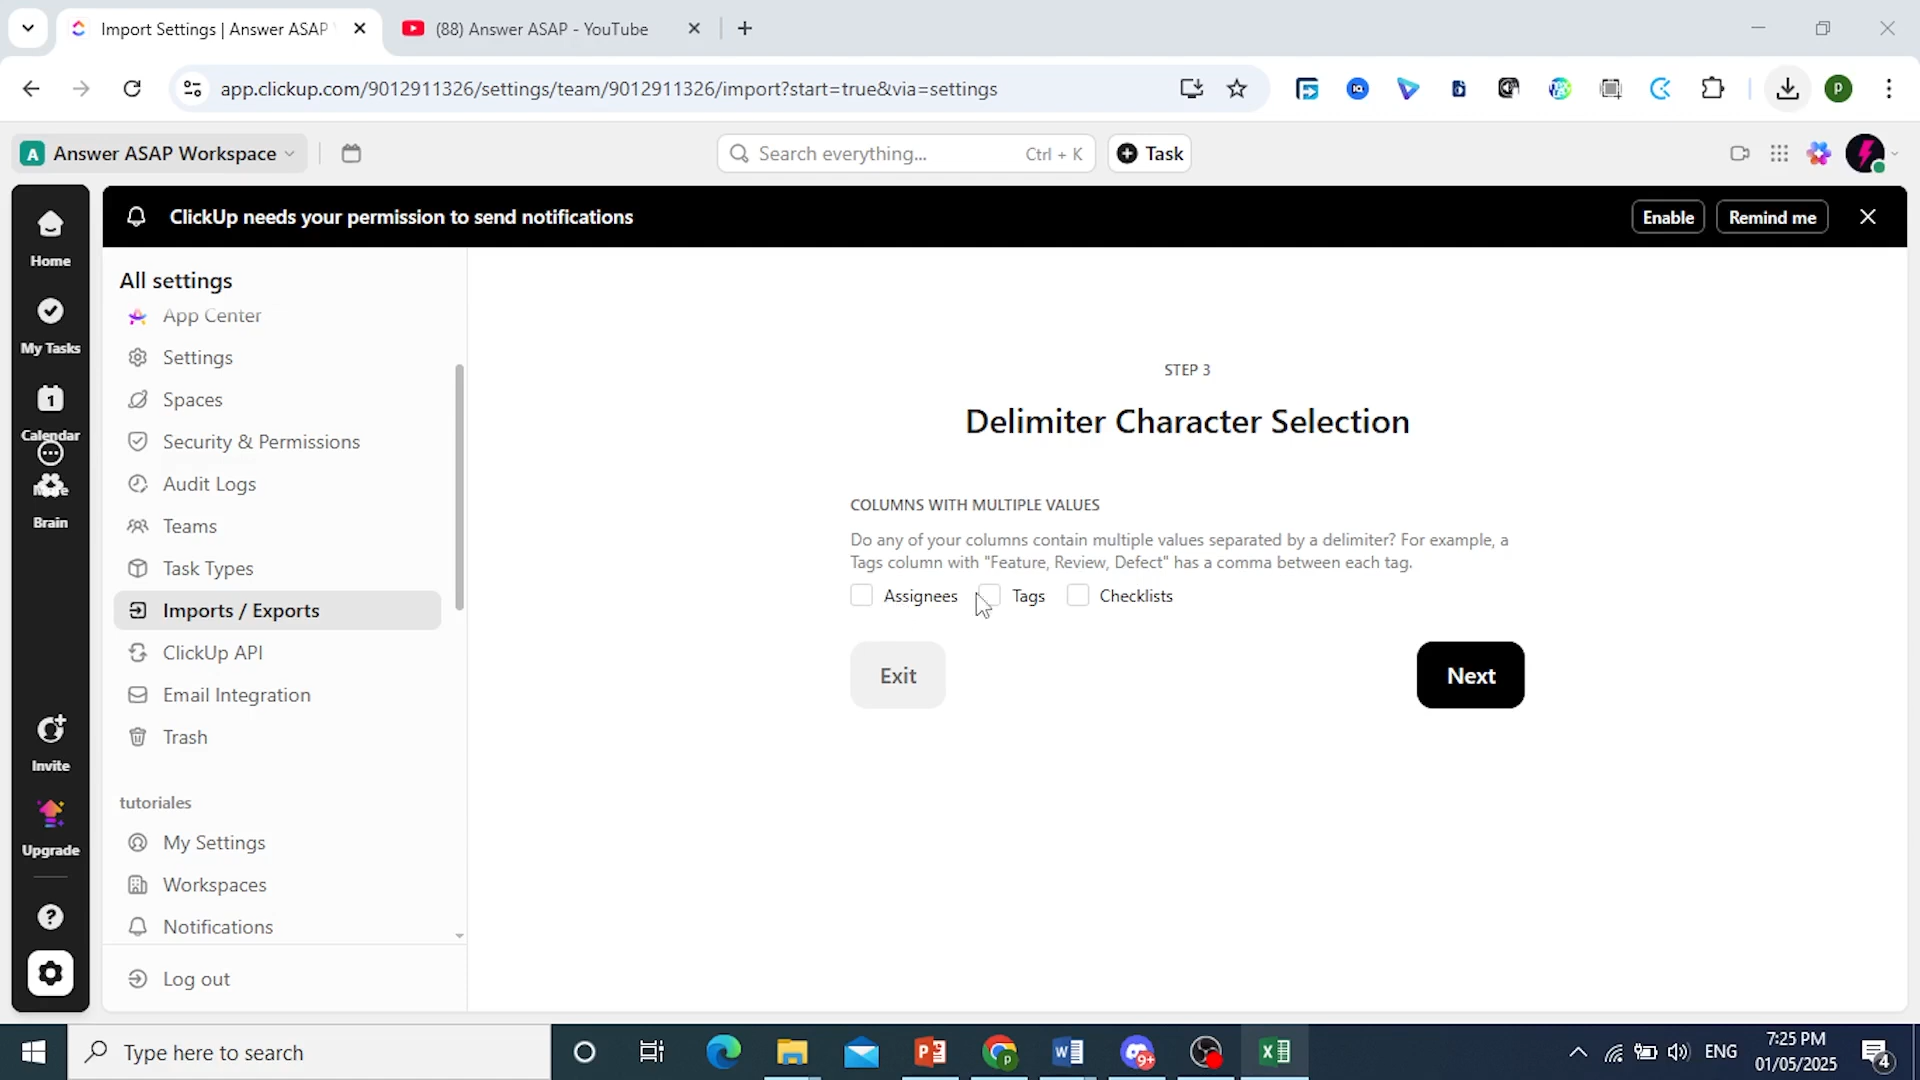 Import Settings | Answer ASAP
(88) Answer ASAP - YouTube
app.clickup.com/9012911326/settings/team/9012911326/import?start=true&via=settings
P
A
Answer ASAP Workspace
Search everything...
Ctrl + K
Task
ClickUp needs your permission to send notifications
Enable
Remind me
Home
My Tasks
1
Calendar
Brain
Invite
Upgrade
All settings
App Center
Settings
Spaces
Security & Permissions
Audit Logs
Teams
Task Types
Imports / Exports
ClickUp API
Email Integration
Trash
tutoriales
My Settings
Workspaces
Notifications
Log out
STEP 3
Delimiter Character Selection
COLUMNS WITH MULTIPLE VALUES
Do any of your columns contain multiple values separated by a delimiter? For example, a
Tags column with "Feature, Review, Defect" has a comma between each tag.
Assignees
Tags
Checklists
Exit
Next
Type here to search
9+
ENG
7:25 PM
01/05/2025
4